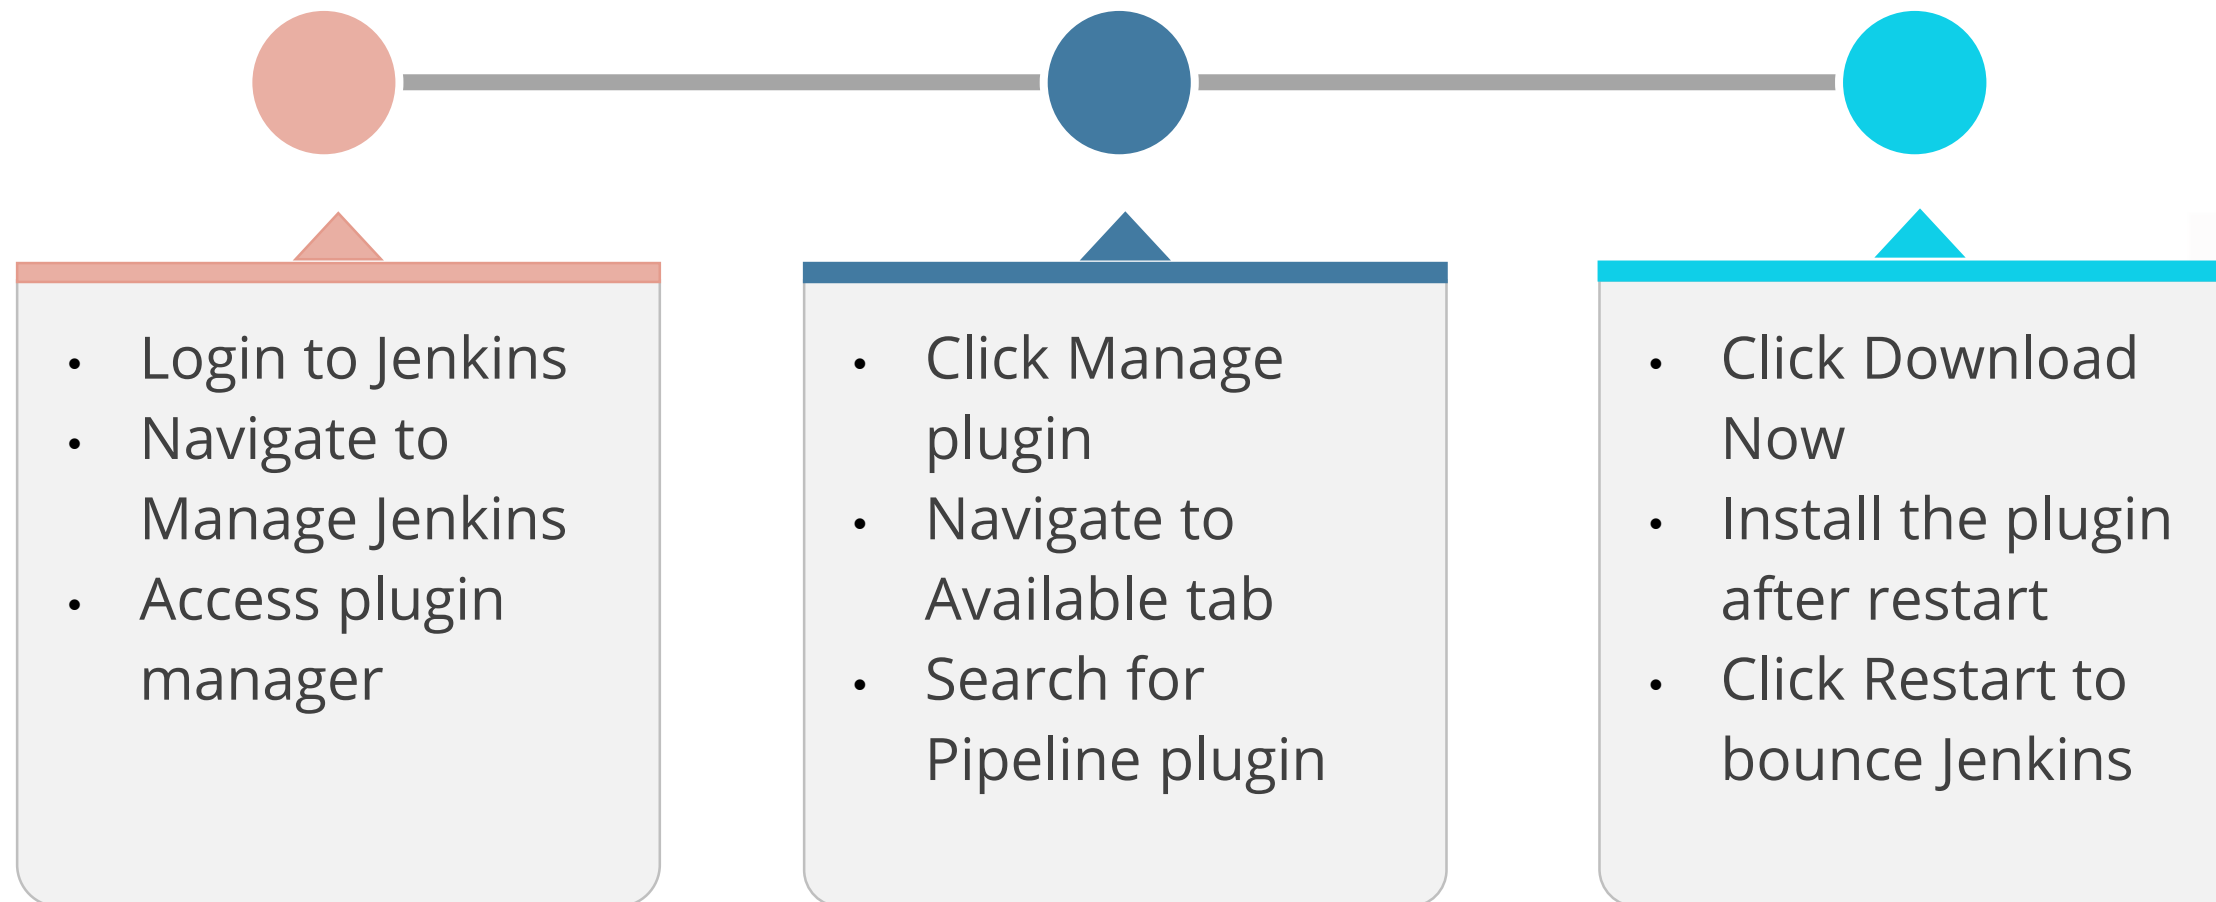 • Login to Jenkins
• Navigate to
Manage Jenkins
• Access plugin
manager
• Click Manage
plugin
• Navigate to
Available tab
• Search for
Pipeline plugin
• Click Download
Now
• Install the plugin
after restart
• Click Restart to
bounce Jenkins